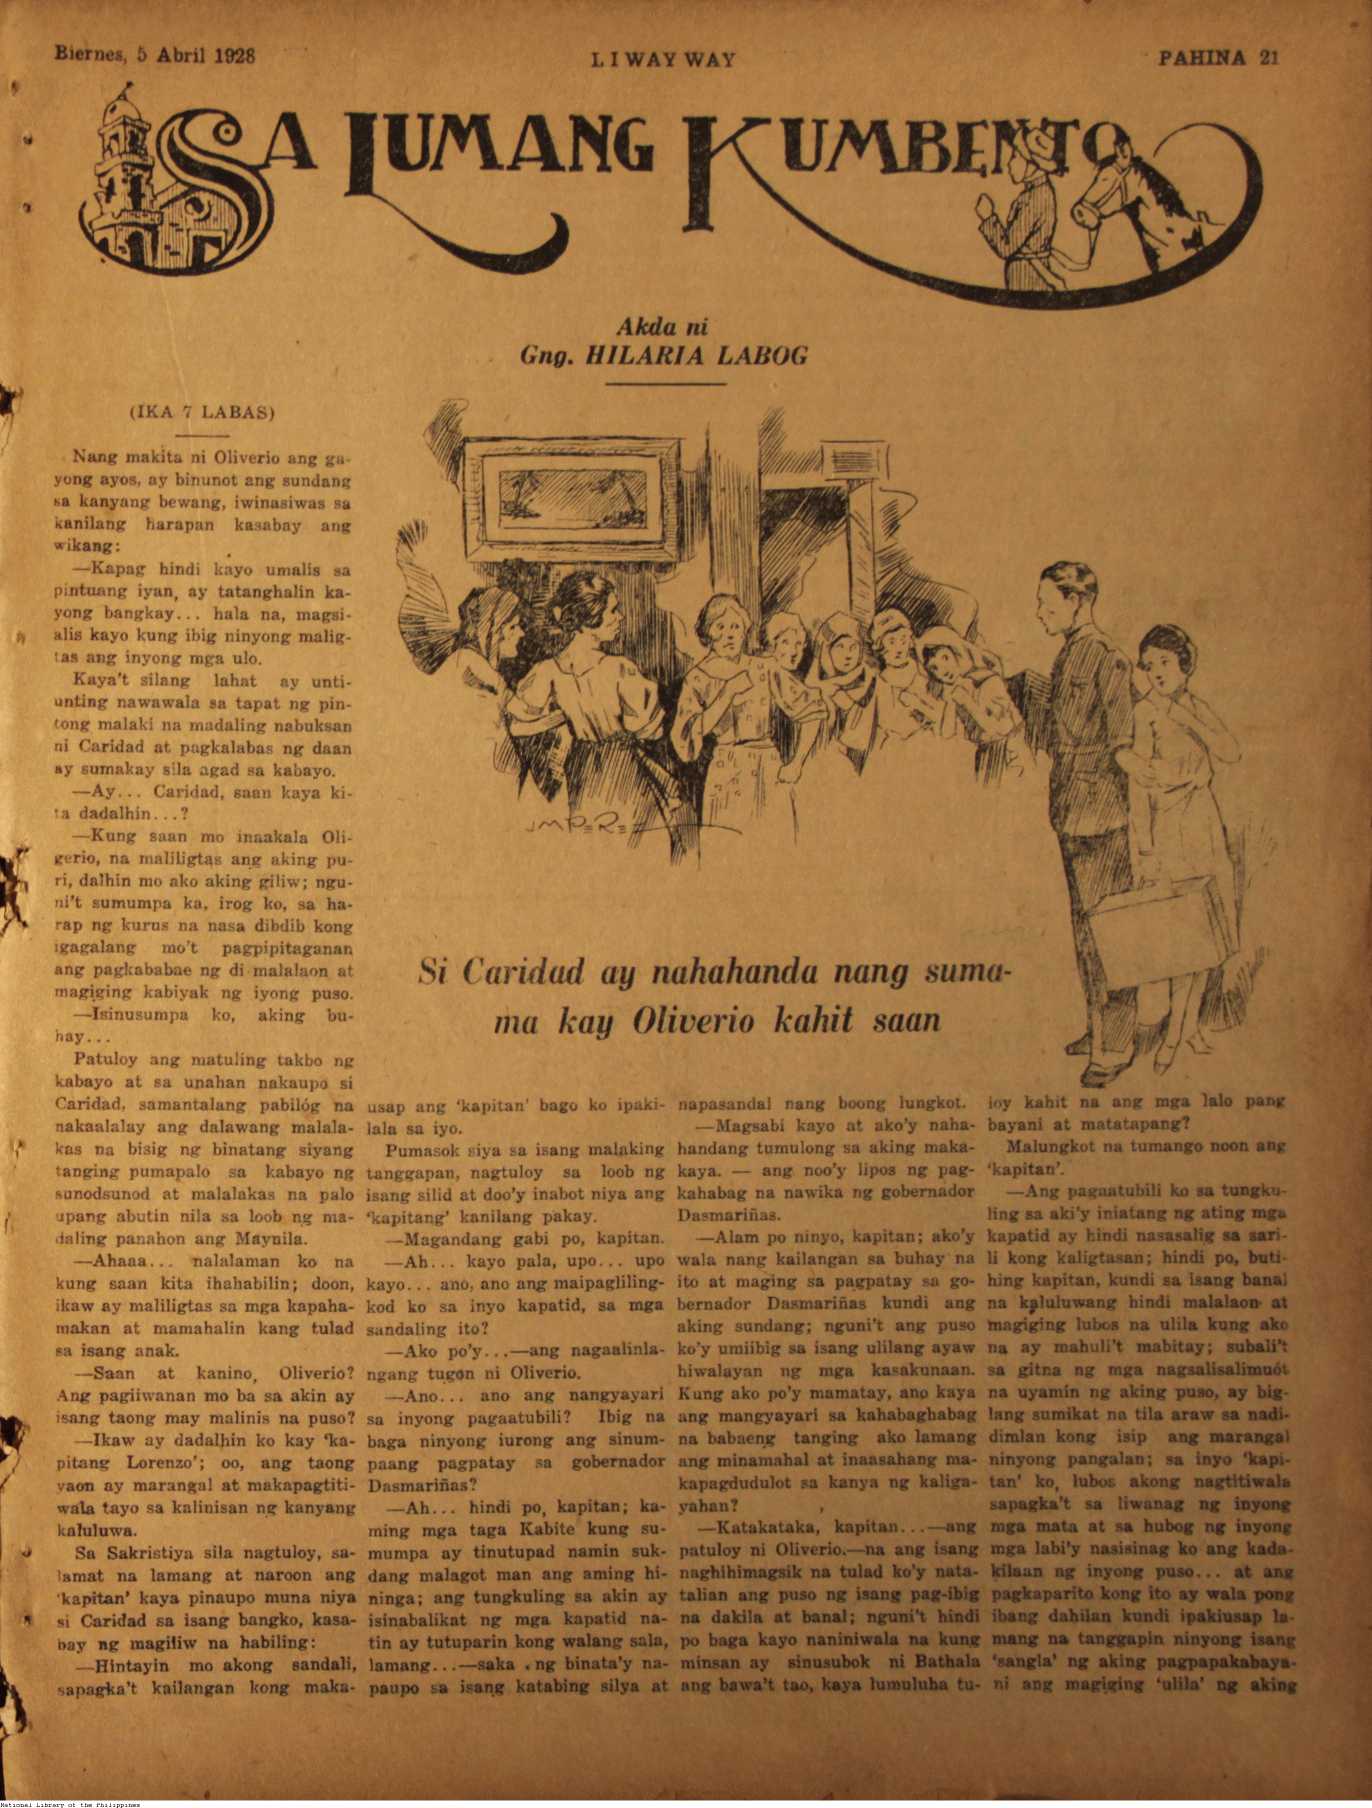 Biernes, 5 Abril 1928
LIWAYWAY
PAHINA 21
SA LUMANG KUMBENTO
Akda ni
Gng. HILARIA LABOG
(IKA 7 LABAS)
Nang makita ni Oliverio ang ga-
yong ayos, ay binunot ang sundang
sa kanyang bewang, iwinasiwas sa
kanilang harapan kasabay ang
wikang:
—Kapag hindi kayo umalis sa
pintuang iyan, ay tatanghalin ka-
yong bangkay... hala na, magsi-
alis kayo kung ibig ninyong malig-
tas ang inyong mga ulo.
Kaya't silang lahat ay unti-
unting nawawala sa tapat ng pin-
tong malaki na madaling nabuksan
ni Caridad at pagkalabas ng daan
ay sumakay sila agad sa kabayo.
—Ay... Caridad, saan kaya ki-
ta dadalhin...?
—Kung saan mo inaakala Oli-
gerio, na maliligtas ang aking pu-
ri, dalhin mo ako aking giliw; ngu-
ni't sumumpa ka, irog ko, sa ha-
rap ng kurus na nasa dibdib kong
igagalang mo't pagpipitaganan
ang pagkababae ng di malalaon at
magiging kabiyak ng iyong puso.
—Isinusumpa ko, aking bu-
hay...
Patuloy ang matuling takbo ng
kabayo at sa unahan nakaupo si
Caridad, samantalang pabilóg na
nakaalalay ang dalawang malala-
kas na bisig ng binatang siyang
tanging pumapalo sa kabayo ng
sunodsunod at malalakas na palo
upang abutin nila sa loob ng ma-
daling panahon ang Maynila.
—Ahaaa... nalalaman ko na
kung saan kita ihahabilin; doon,
ikaw ay maliligtas sa mga kapaha-
makan at mamahalin kang tulad
sa isang anak.
—Saan at kanino, Oliverio?
Ang pagiiwanan mo ba sa akin ay
isang taong may malinis na puso?
—Ikaw ay dadalhin ko kay 'ka-
pitang Lorenzo'; oo, ang taong
yaon ay marangal at makapagtiti-
wala tayo sa kalinisan ng kanyang
kaluluwa.
Sa Sakristiya sila nagtuloy, sa-
lamat na lamang at naroon ang
'kapitan' kaya pinaupo muna niya
si Caridad sa isang bangko, kasa-
bay ng magiliw na habiling:
—Hintayin mo akong sandali,
sapagka't kailangan kong maka-
JMPEREZ
Si Caridad ay nahahanda nang suma-
ma kay Oliverio kahit saan
usap ang 'kapitan' bago ko ipaki-
lala sa iyo.
Pumasok siya sa isang malaking
tanggapan, nagtuloy sa loob ng
isang silid at doo'y inabot niya ang
'kapitang' kanilang pakay.
—Magandang gabi po, kapitan.
—Ah... kayo pala, upo... upo
kayo... ano, ano ang maipagliling-
kod ko sa inyo kapatid, sa mga
sandaling ito?
—Ako po'y...—ang nagaalinla-
ngang tugon ni Oliverio.
—Ano... ano ang nangyayari
sa inyong pagaatubili? Ibig na
baga ninyong iurong ang sinum-
paang pagpatay sa gobernador
Dasmariñas?
—Ah... hindi po, kapitan; ka-
ming mga taga Kabite kung su-
mumpa ay tinutupad namin suk-
dang malagot man ang aming hi-
ninga; ang tungkuling sa akin ay
isinabalikat ng mga kapatid na-
tin ay tutuparin kong walang sala,
lamang...—saka ng binata'y na-
paupo sa isang katabing silya at
napasandal nang boong lungkot.
—Magsabi kayo at ako'y naha-
handang tumulong sa aking maka-
kaya. — ang noo'y lipos ng pag-
kahabag na nawika ng gobernador
Dasmariñas.
—Alam po ninyo, kapitan; ako'y
wala nang kailangan sa buhay na
ito at maging sa pagpatay sa go-
bernador Dasmariñas kundi ang
aking sundang; nguni't ang puso
ko'y umiibig sa isang ulilang ayaw
hiwalayan ng mga kasakunaan.
Kung ako po'y mamatay, ano kaya
ang mangyayari sa kahabaghabag
na babaeng tanging ako lamang
ang minamahal at inaasahang ma-
kapagdudulot sa kanya ng kaliga-
yahan?
—Katakataka, kapitan...—ang
patuloy ni Oliverio.—na ang isang
naghihimagsik na tulad ko'y nata-
talian ang puso ng isang pag-ibig
na dakila at banal; nguni't hindi
po baga kayo naniniwala na kung
minsan ay sinusubok ni Bathala
ang bawa't tao, kaya lumuluha tu-
loy kahit na ang mga lalo pang
bayani at matatapang?
Malungkot na tumango noon ang
'kapitan'.
—Ang pagaatubili ko sa tungku-
ling sa aki'y iniatang ng ating mga
kapatid ay hindi nasasalig sa sari-
li kong kaligtasan; hindi po, buti-
hing kapitan, kundi sa isang banal
na kaluluwang hindi malalaon at
magiging lubos na ulila kung ako
na ay mahuli't mabitay; subali't
sa gitna ng mga nagsalisalimuót
na uyamin ng aking puso, ay big-
lang sumikat na tila araw sa nadi-
dimlan kong isip ang marangal
ninyong pangalan; sa inyo 'kapi-
tan' ko, lubos akong nagtitiwala
sapagka't sa liwanag ng inyong
mga mata at sa hubog ng inyong
mga labi'y nasisinag ko ang kada-
kilaan ng inyong puso... at ang
pagkaparito kong ito ay wala pong
ibang dahilan kundi ipakiusap la-
mang na tanggapin ninyong isang
'sangla' ng aking pagpapakabaya-
ni ang magiging 'ulila' ng aking
National Library of the Philippines